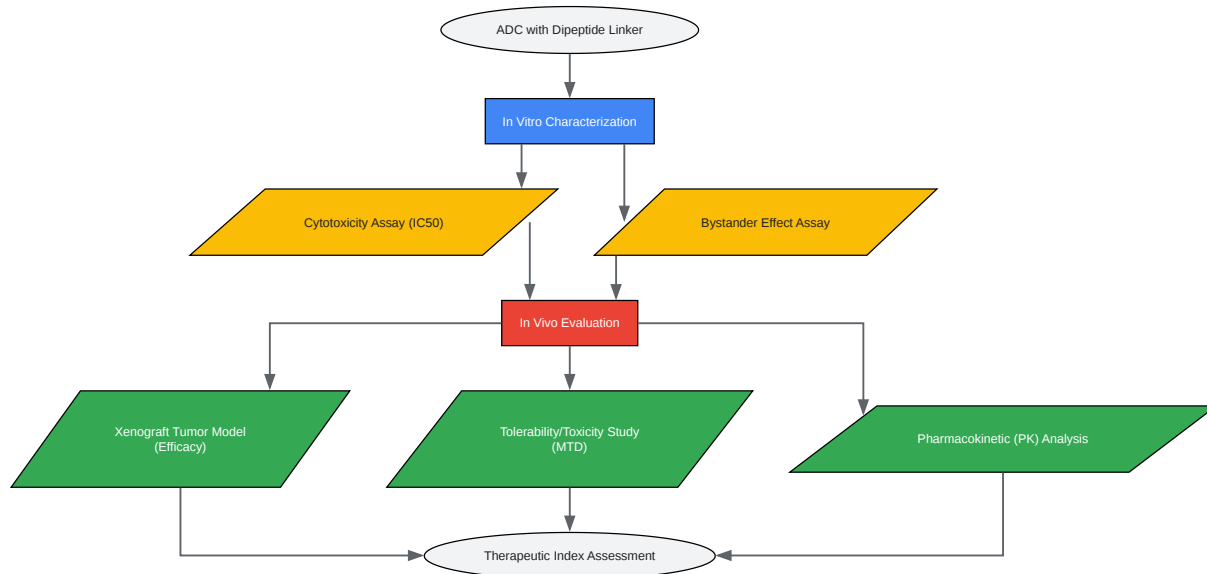 ADC with Dipeptide Linker
In Vitro Characterization
Cytotoxicity Assay (IC50)
Bystander Effect Assay
In Vivo Evaluation
Xenograft Tumor Model
(Efficacy)
Tolerability/Toxicity Study
(MTD)
Pharmacokinetic (PK) Analysis
Therapeutic Index Assessment